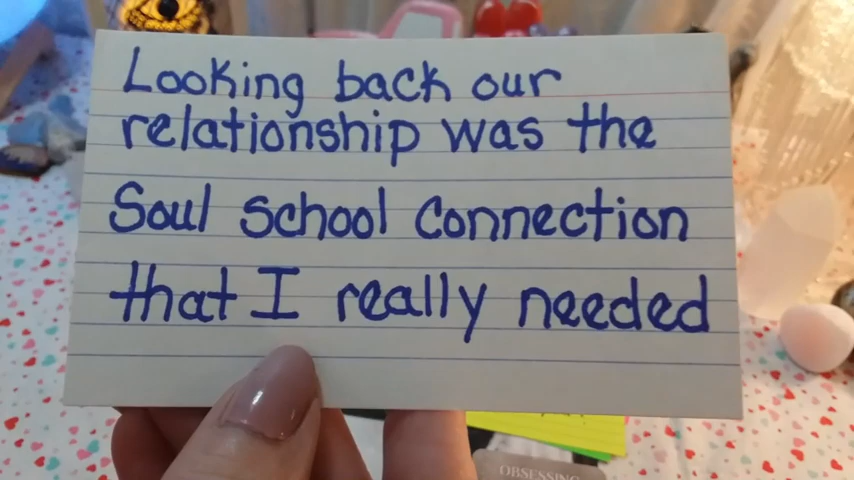 Looking back our
relationship was the
Soul school connection
that I really needed
OBSESSING